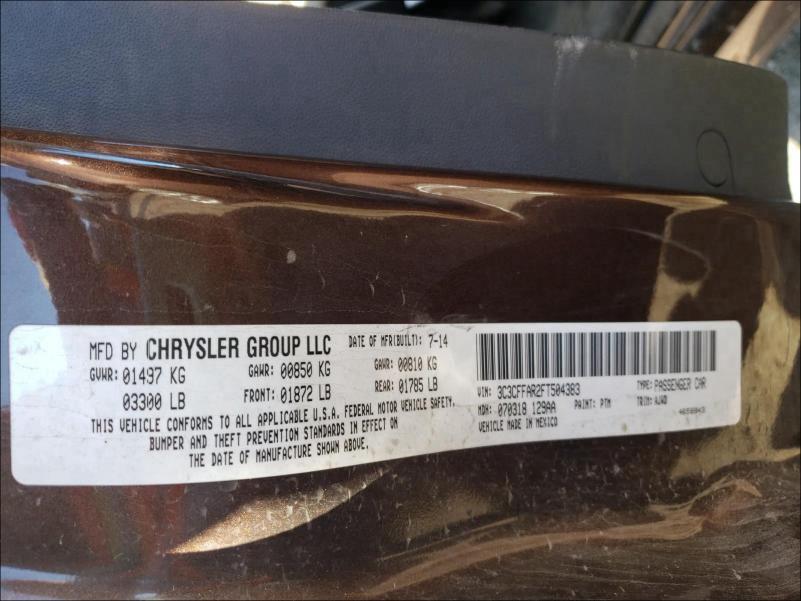 MFD BY CHRYSLER GROUP LLC DATE OF MFR(BUILT): 7-14
GVWR: 01497 KG GAWR: 00850 KG GAWR: 00810 KG
03300 LB FRONT: 01872 LB REAR: 01785 LB
THIS VEHICLE CONFORMS TO ALL APPLICABLE U.S.A. FEDERAL MOTOR VEHICLE SAFETY,
BUMPER AND THEFT PREVENTION STANDARDS IN EFFECT ON
THE DATE OF MANUFACTURE SHOWN ABOVE.
VIN: 3C3CFFAR2FT504383 TYPE: PASSENGER CAR
MDH: 070318 129AA PAINT: PTM TRIM: AJAD
VEHICLE MADE IN MEXICO